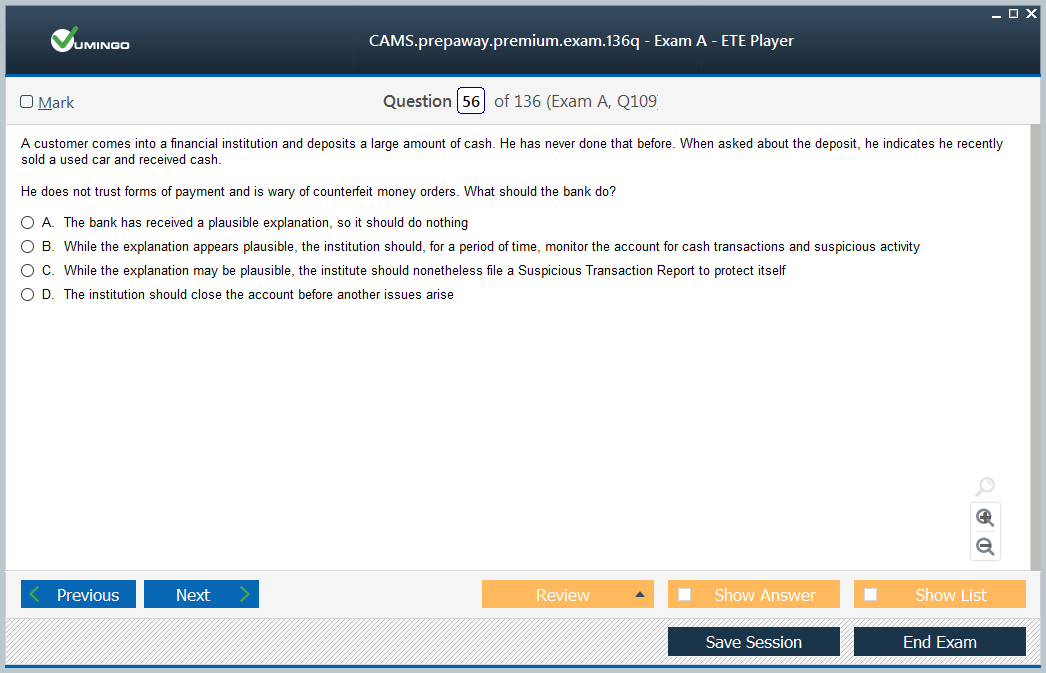 VUMINGO
CAMS.prepaway.premium.exam.136q - Exam A - ETE Player
Mark
Question 56 of 136 (Exam A, Q109
A customer comes into a financial institution and deposits a large amount of cash. He has never done that before. When asked about the deposit, he indicates he recently
sold a used car and received cash.
He does not trust forms of payment and is wary of counterfeit money orders. What should the bank do?
A. The bank has received a plausible explanation, so it should do nothing
B. While the explanation appears plausible, the institution should, for a period of time, monitor the account for cash transactions and suspicious activity
C. While the explanation may be plausible, the institute should nonetheless file a Suspicious Transaction Report to protect itself
D. The institution should close the account before another issues arise
Previous Next Review Show Answer Show List
Save Session End Exam